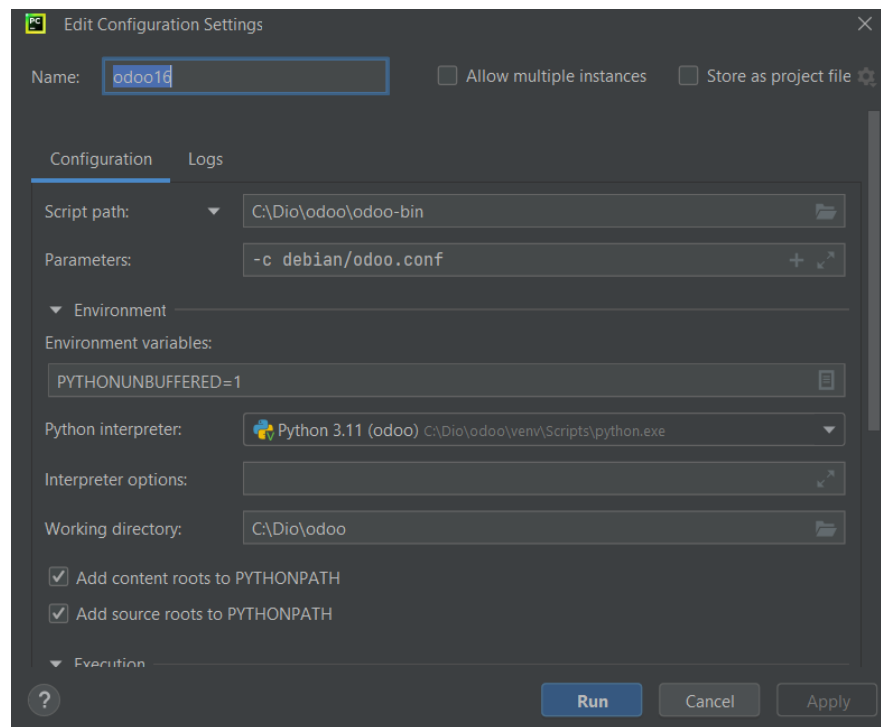 PC
Edit Configuration Settings
Name: odoo16 Allow multiple instances Store as project file
Configuration Logs
Script path: C:\Dio\odoo\odoo-bin
Parameters: -c debian/odoo.conf
Environment
Environment variables:
PYTHONUNBUFFERED=1
Python interpreter: Python 3.11 (odoo) C:\Dio\odoo\venv\Scripts\python.exe
Interpreter options:
Working directory: C:\Dio\odoo
Add content roots to PYTHONPATH
Add source roots to PYTHONPATH
Execution
? Run Cancel Apply